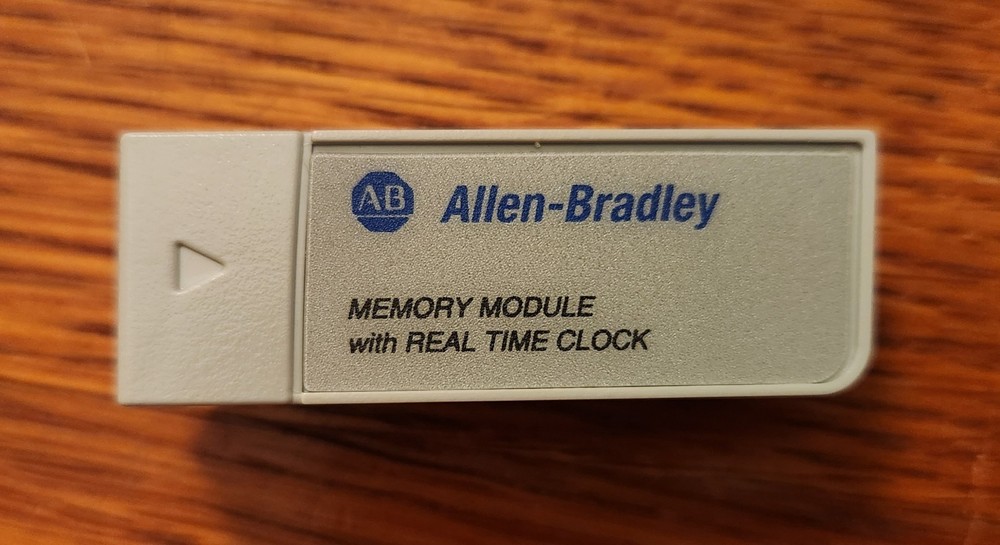 AB Allen-Bradley
MEMORY MODULE
with REAL TIME CLOCK